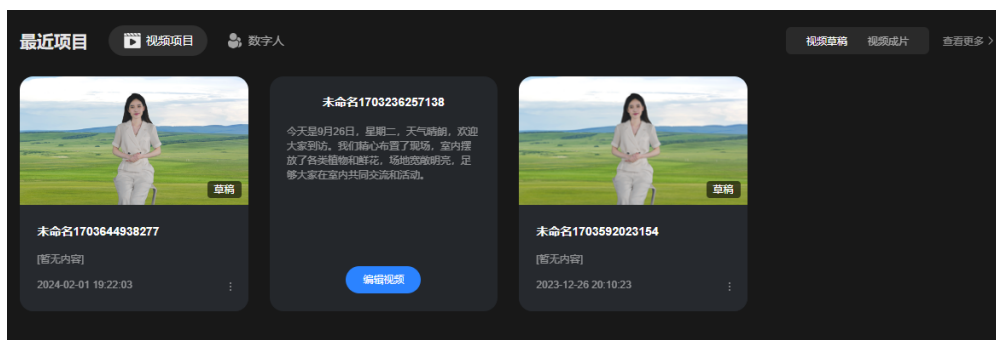 最近项目
视频项目
数字人
视频草稿
视频成片
查看更多
草稿
未命名1703644938277
[暂无内容]
2024-02-01 19:22:03
未命名1703236257138
今天是9月26日，星期二，天气晴朗，欢迎
大家到访。我们精心布置了现场，室内摆
放了各类植物和鲜花，场地宽敞明亮，足
够大家在室内共同交流和活动。
编辑视频
草稿
未命名1703592023154
[暂无内容]
2023-12-26 20:10:23